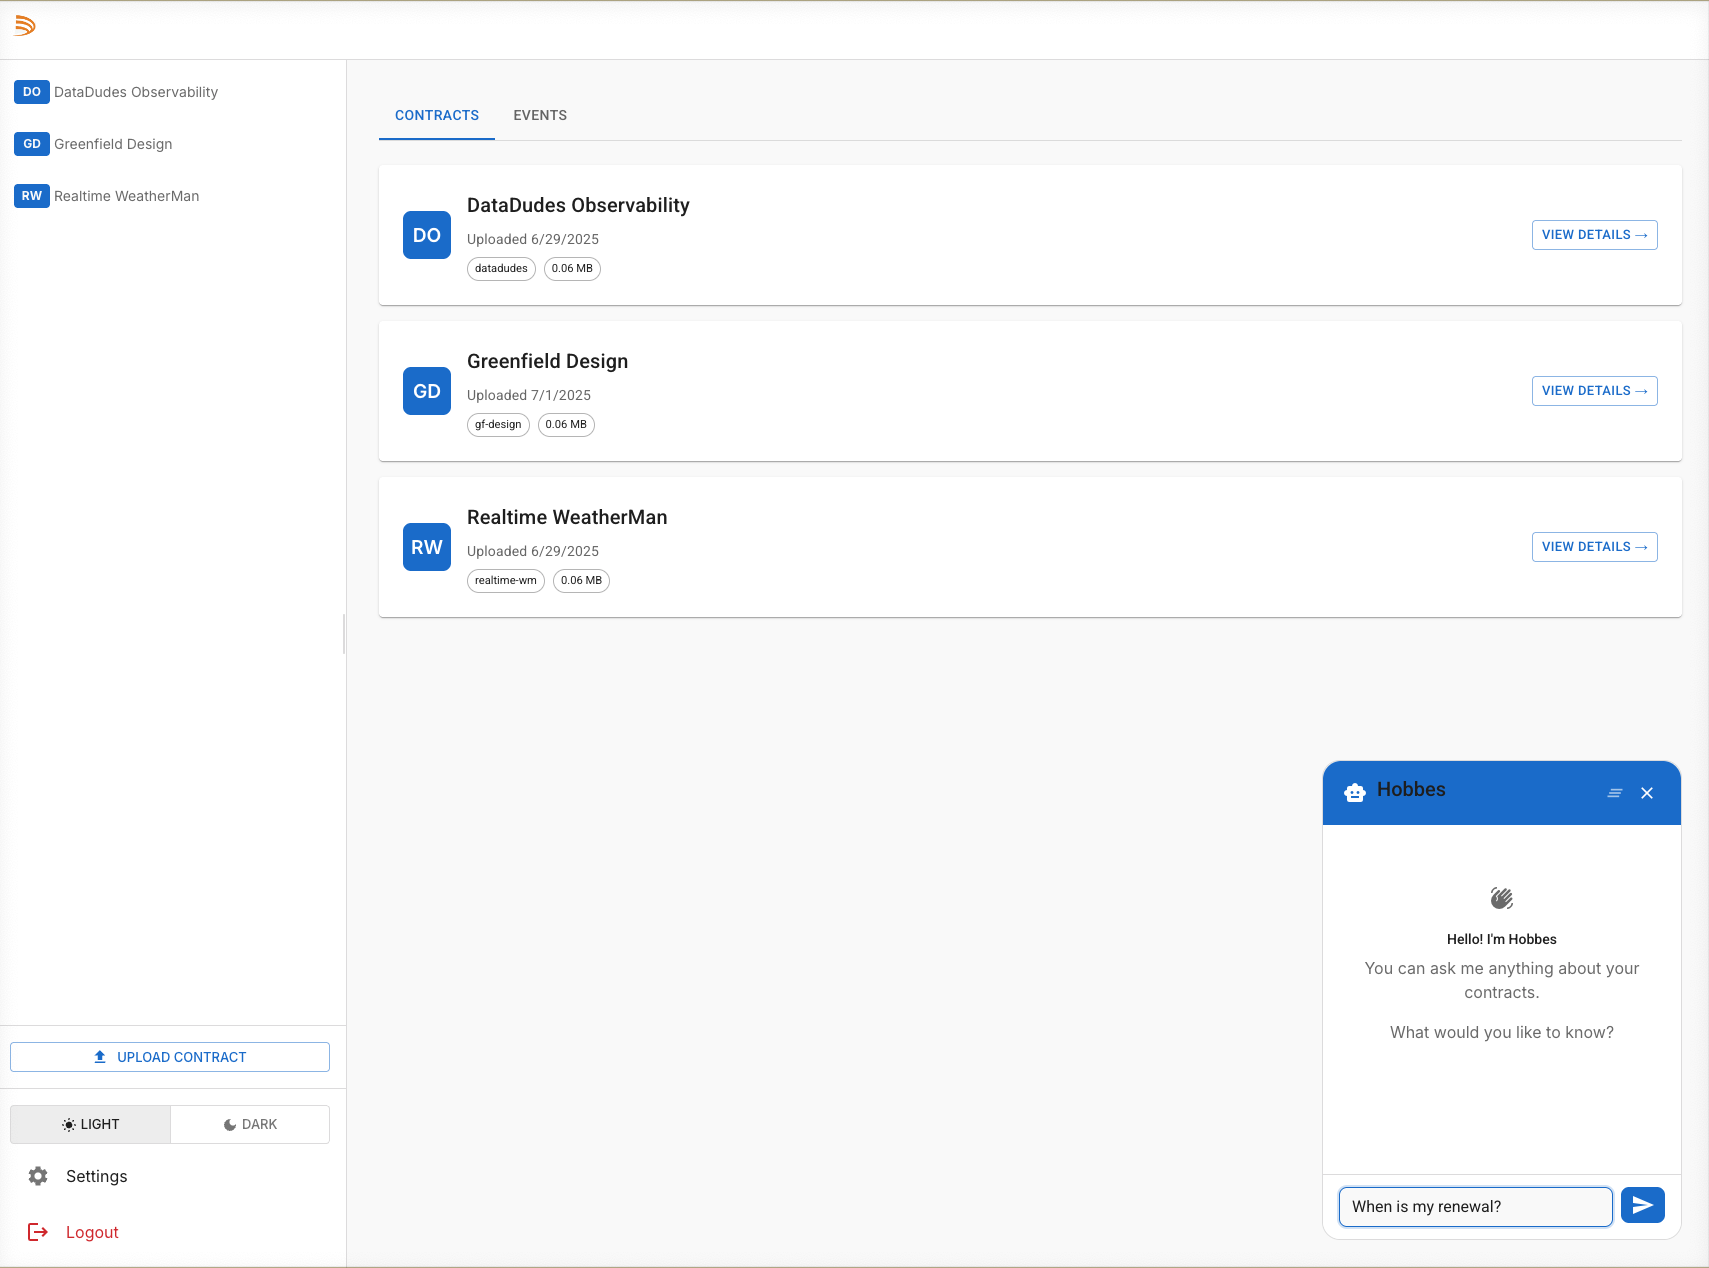 DO DataDudes Observability
GD Greenfield Design
RW Realtime WeatherMan
UPLOAD CONTRACT
LIGHT DARK
Settings
Logout
CONTRACTS EVENTS
DO
DataDudes Observability
Uploaded 6/29/2025
datadudes 0.06 MB
VIEW DETAILS →
GD
Greenfield Design
Uploaded 7/1/2025
gf-design 0.06 MB
VIEW DETAILS →
RW
Realtime WeatherMan
Uploaded 6/29/2025
realtime-wm 0.06 MB
VIEW DETAILS →
Hobbes
Hello! I'm Hobbes
You can ask me anything about your
contracts.
What would you like to know?
When is my renewal?